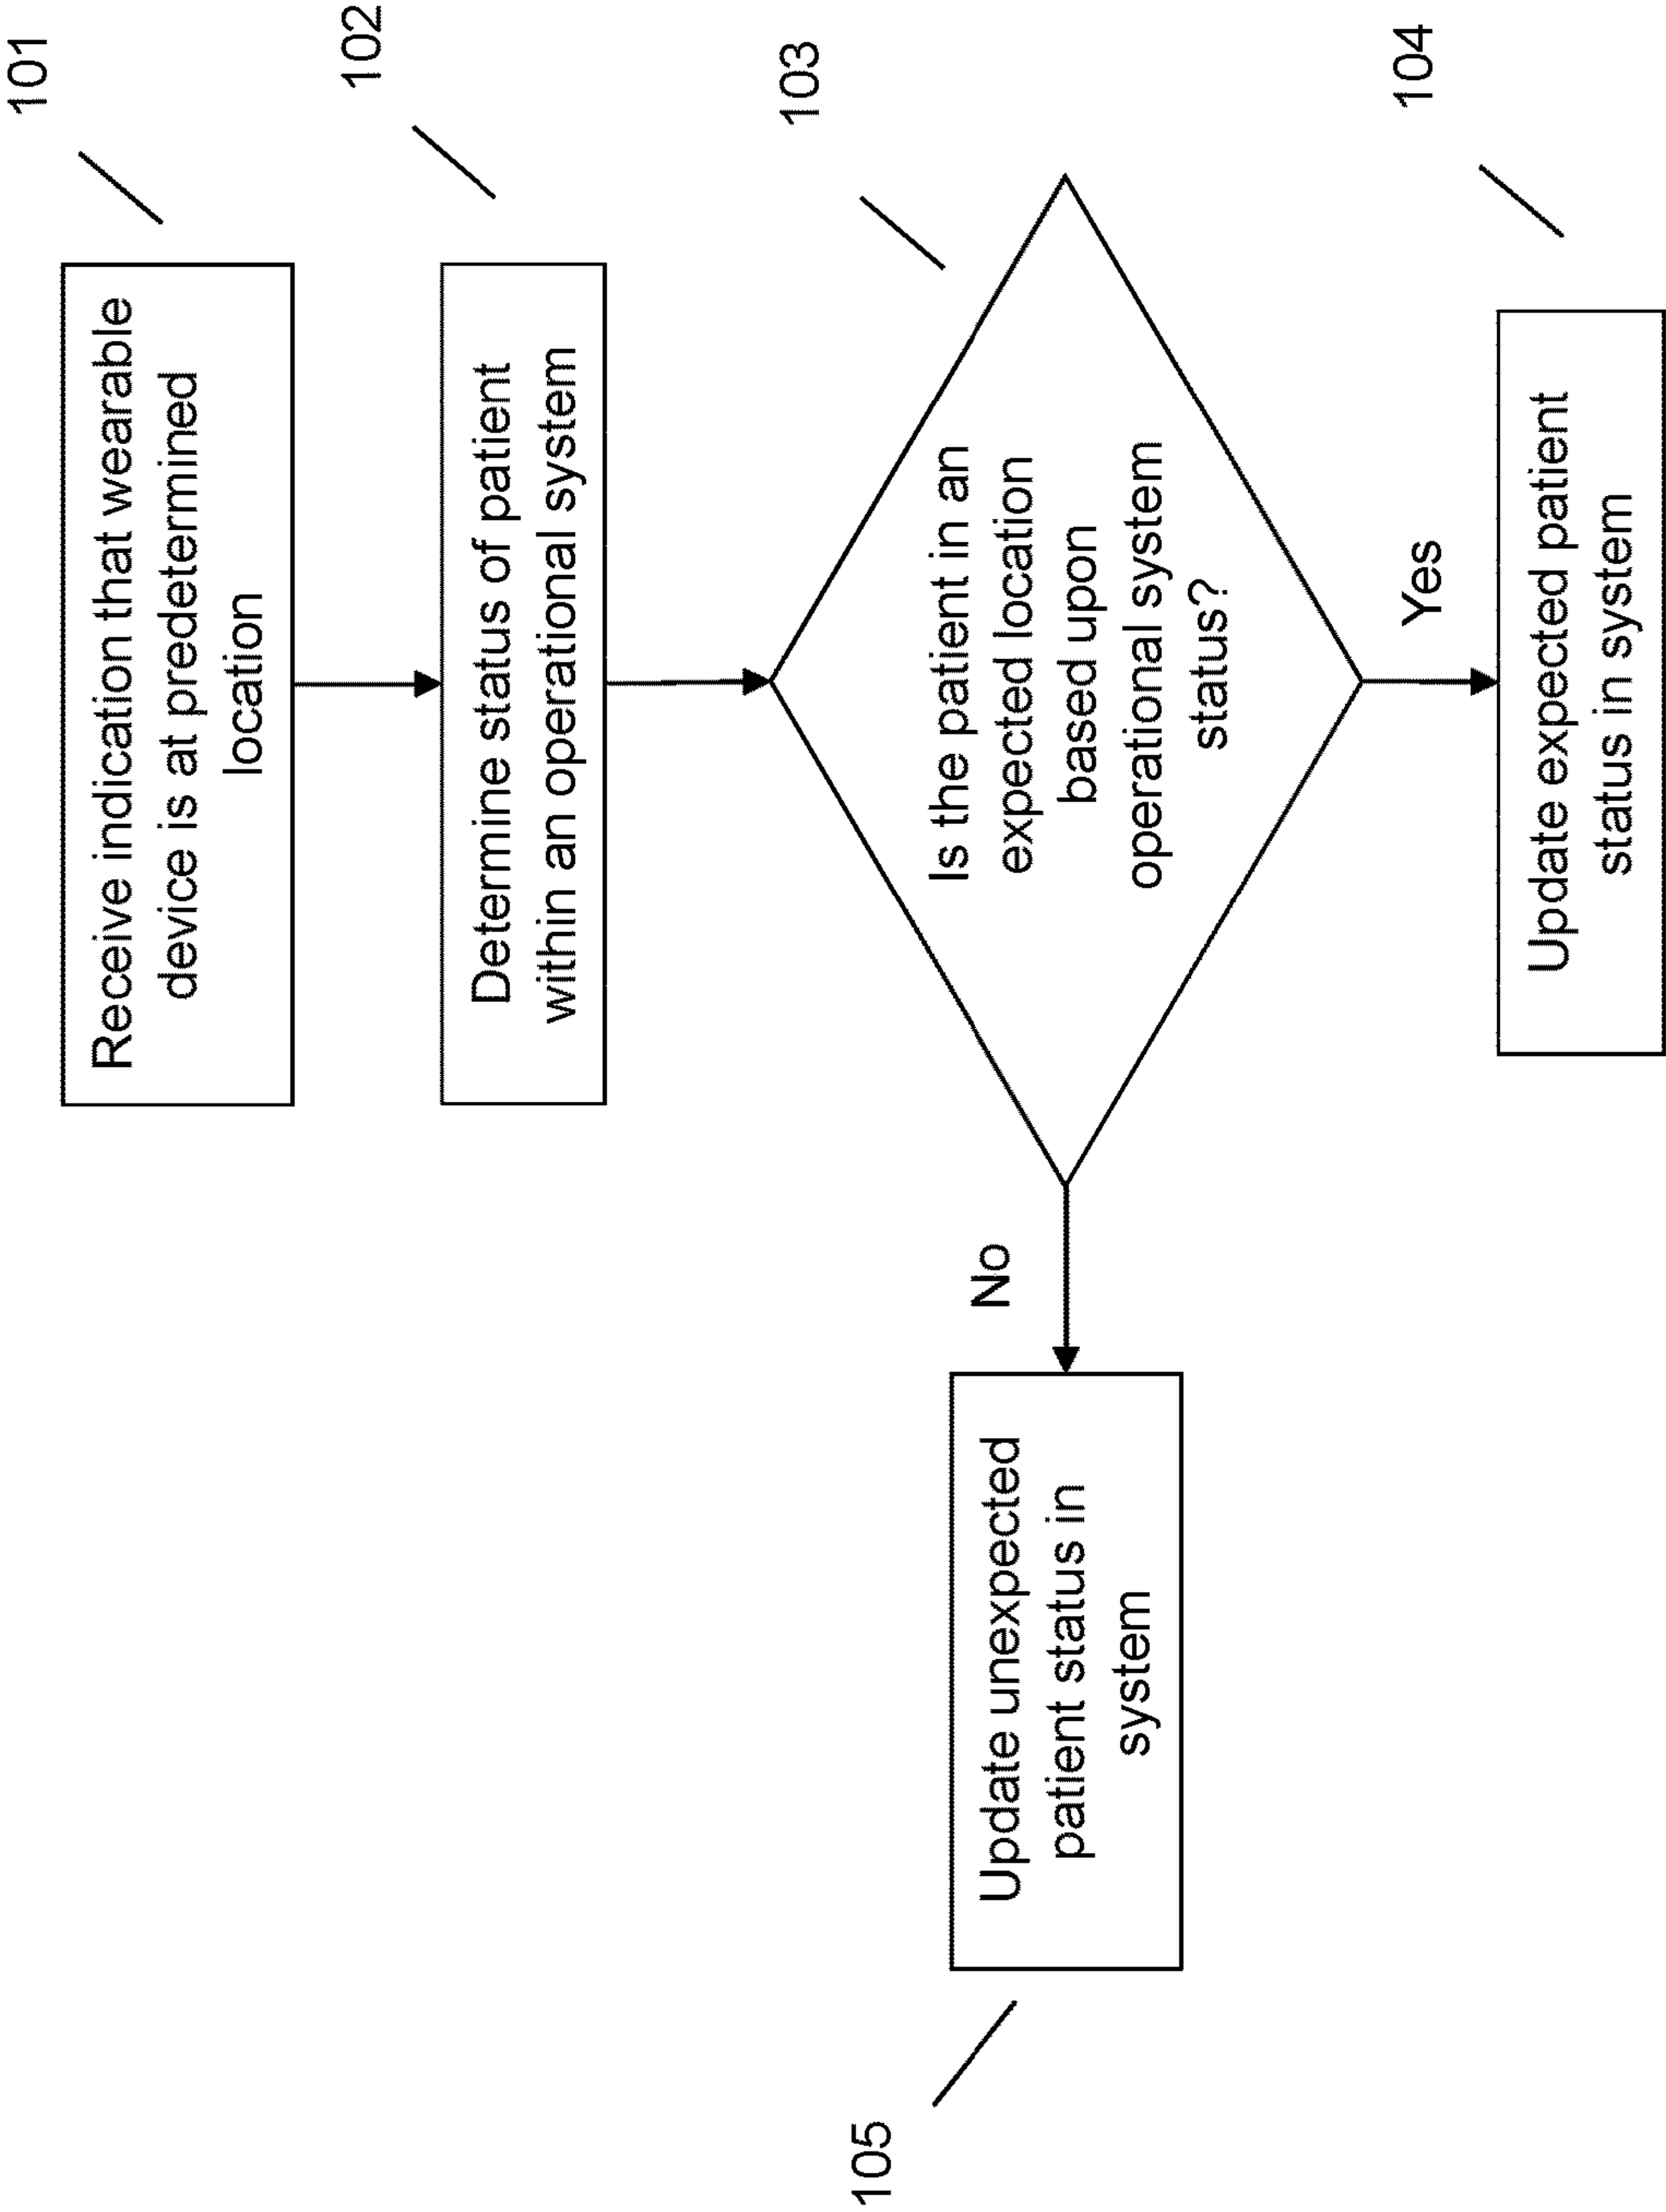 101
Receive indication that wearable
device is at predetermined
location
102
Determine status of patient
within an operational system
103
Is the patient in an
expected location
based upon
operational system
status?
No
Yes
105
Update unexpected
patient status in
system
104
Update expected patient
status in system